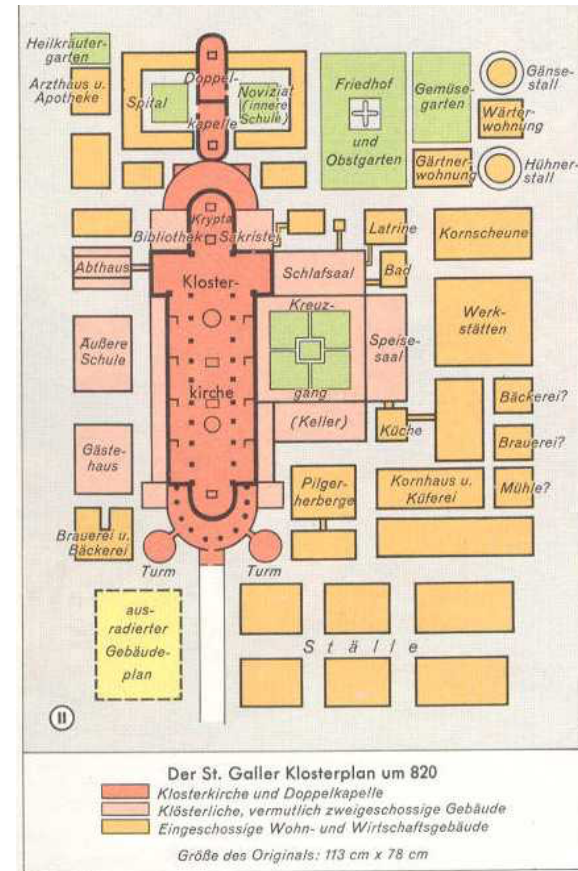 Heilkräuter-
garten
Arzthaus u.
Apotheke
Spital
Doppel-
kapelle
Noviziat
(innere
Schule)
Friedhof
und
Obstgarten
Gemüse-
garten
Gänse-
stall
Wärter-
wohnung
Gärtner-
wohnung
Hühner-
stall
Krypta
Bibliothek
Sakristei
Latrine
Bad
Kornscheune
Abthaus
Kloster-
kirche
Schlafsaal
Kreuz-
gang
Speise-
saal
Werk-
stätten
Äußere
Schule
(Keller)
Küche
Bäckerei?
Brauerei?
Mühle?
Gäste-
haus
Pilger-
herberge
Kornhaus u.
Küferei
Brauerei u.
Bäckerei
Turm
Turm
aus-
radierter
Gebäude-
plan
Ställe
II
Der St. Galler Klosterplan um 820
Klosterkirche und Doppelkapelle
Klösterliche, vermutlich zweigeschossige Gebäude
Eingeschossige Wohn- und Wirtschaftsgebäude
Größe des Originals: 113 cm x 78 cm